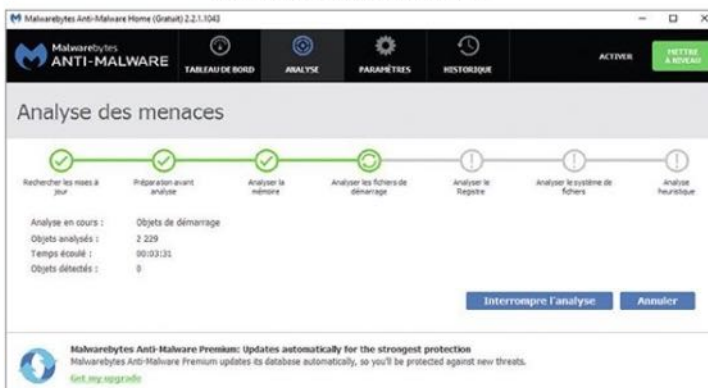 Malwarebytes Anti-Malware Home (Gratuit) 2.2.1.1043
Malwarebytes
ANTI-MALWARE
TABLEAU DE BORD
ANALYSE
PARAMÈTRES
HISTORIQUE
ACTIVER
METTRE
À NIVEAU
Analyse des menaces
Rechercher les mises à
jour
Préparation avant
analyse
Analyser la
mémoire
Analyser les fichiers de
démarrage
Analyser le
Registre
Analyser le système de
fichiers
Analyse
heuristique
Analyse en cours : Objets de démarrage
Objets analysés : 2 229
Temps écoulé : 00:03:31
Objets détectés : 0
Interrompre l'analyse
Annuler
Malwarebytes Anti-Malware Premium: Updates automatically for the strongest protection
Malwarebytes Anti-Malware Premium updates its database automatically, so you'll be protected against new threats.
Get my upgrade